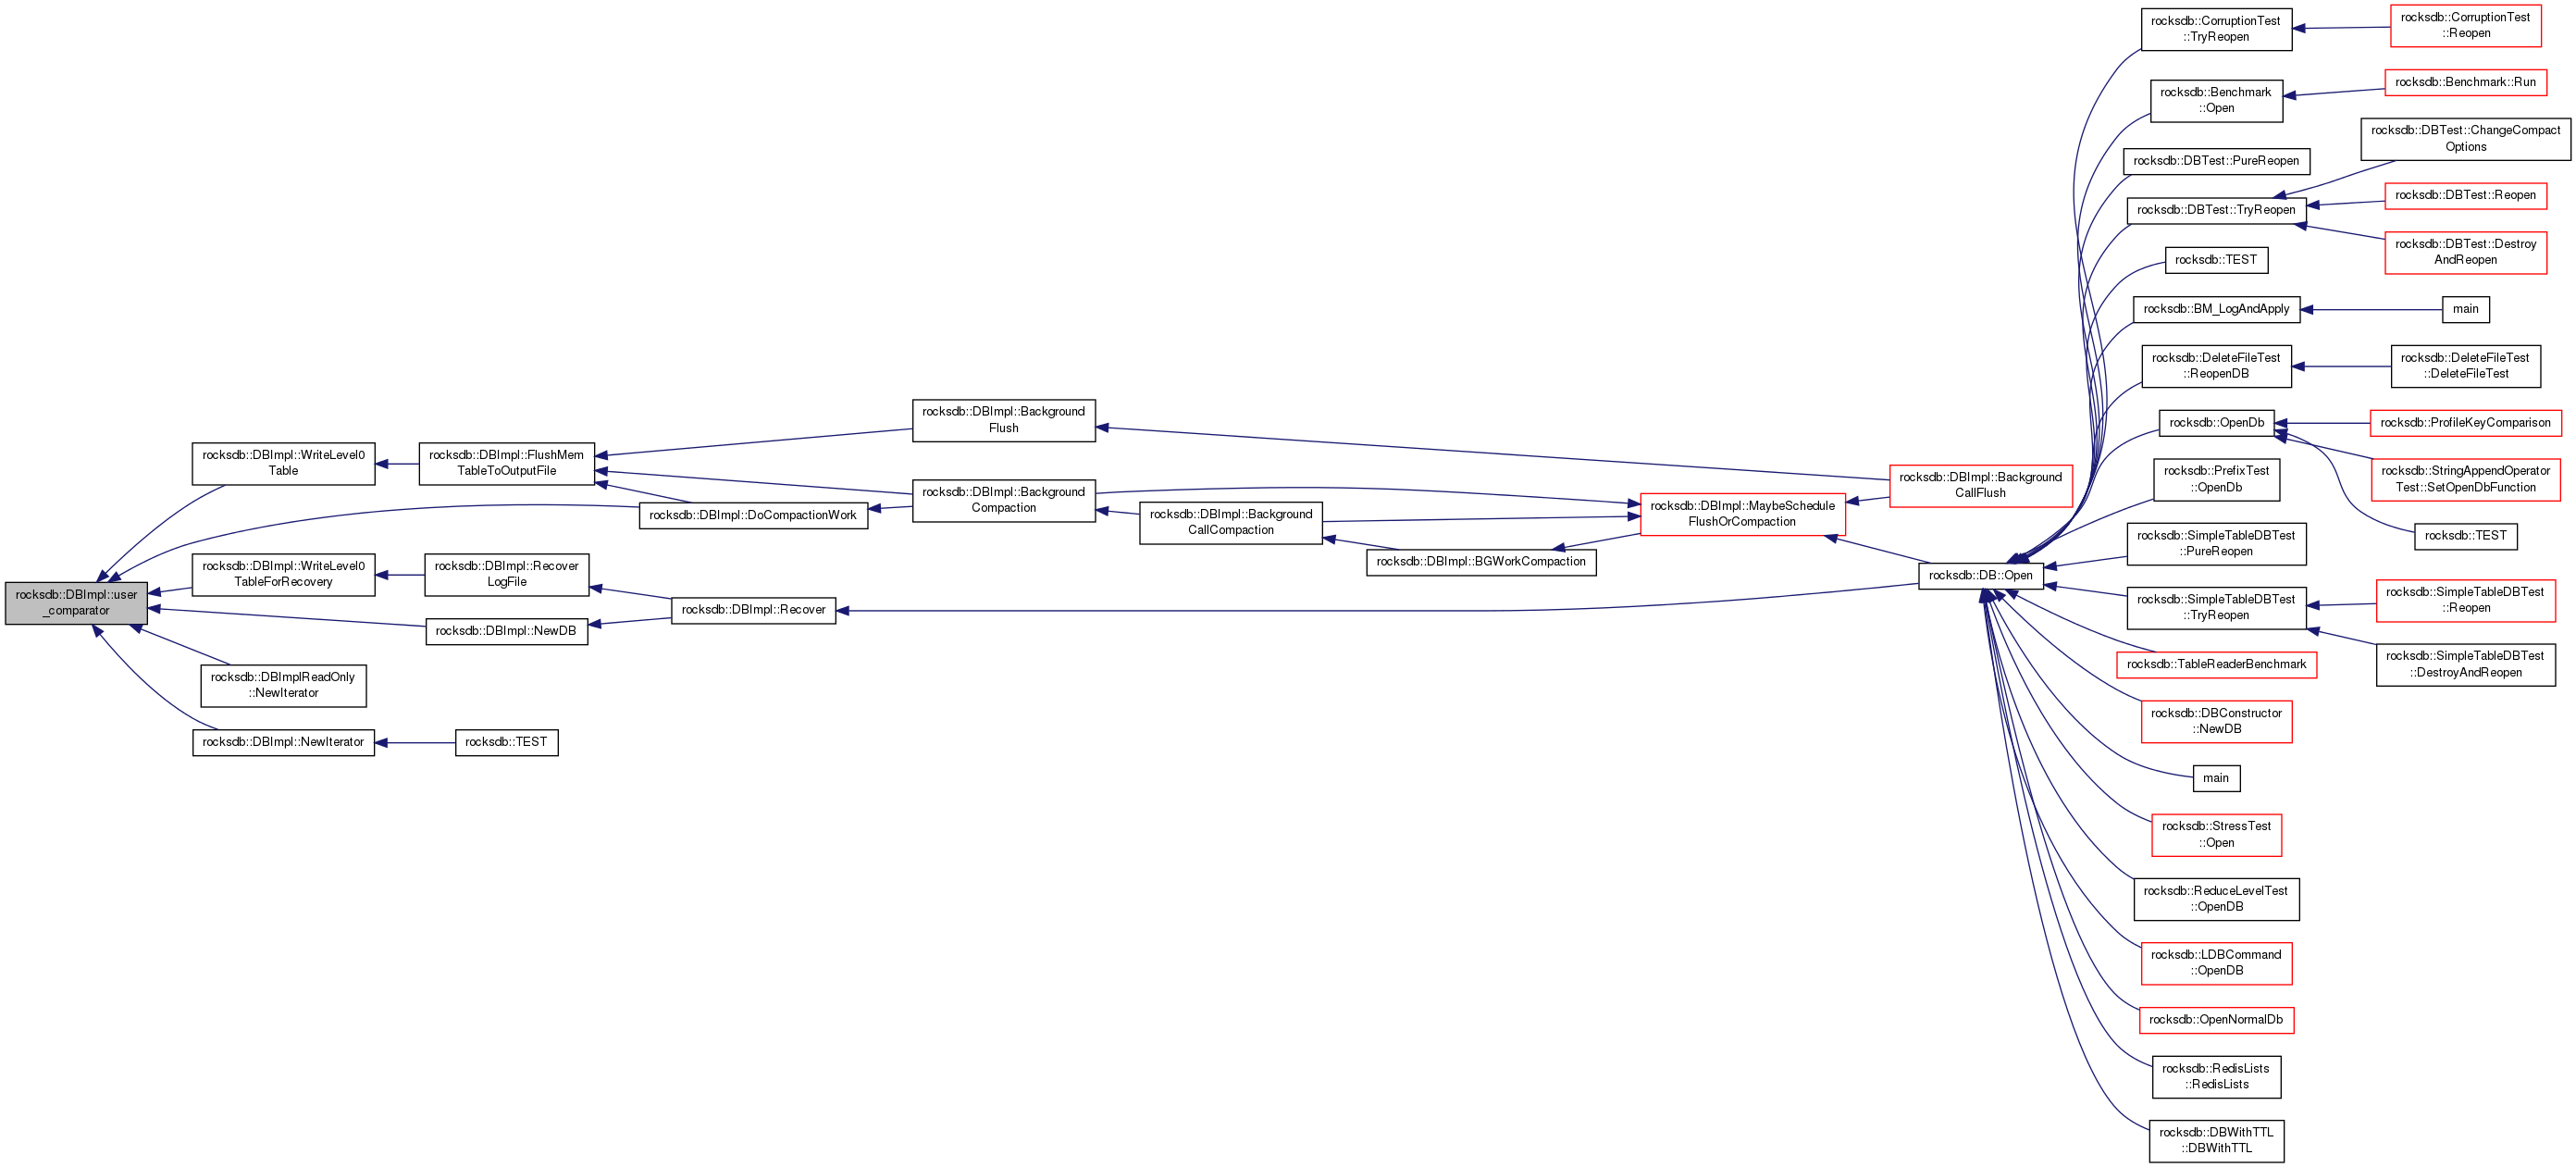 rocksdb::DBImpl::user
_comparator
rocksdb::DBImpl::WriteLevel0
Table
rocksdb::DBImpl::WriteLevel0
TableForRecovery
rocksdb::DBImplReadOnly
::NewIterator
rocksdb::DBImpl::NewIterator
rocksdb::DBImpl::FlushMem
TableToOutputFile
rocksdb::DBImpl::Recover
LogFile
rocksdb::DBImpl::NewDB
rocksdb::TEST
rocksdb::DBImpl::DoCompactionWork
rocksdb::DBImpl::Recover
rocksdb::DBImpl::Background
Flush
rocksdb::DBImpl::Background
Compaction
rocksdb::DBImpl::Background
CallCompaction
rocksdb::DBImpl::BGWorkCompaction
rocksdb::DBImpl::MaybeSchedule
FlushOrCompaction
rocksdb::DBImpl::Background
CallFlush
rocksdb::DB::Open
rocksdb::CorruptionTest
::TryReopen
rocksdb::Benchmark
::Open
rocksdb::DBTest::PureReopen
rocksdb::DBTest::TryReopen
rocksdb::TEST
rocksdb::BM_LogAndApply
rocksdb::DeleteFileTest
::ReopenDB
rocksdb::OpenDb
rocksdb::PrefixTest
::OpenDb
rocksdb::SimpleTableDBTest
::PureReopen
rocksdb::SimpleTableDBTest
::TryReopen
rocksdb::TableReaderBenchmark
rocksdb::DBConstructor
::NewDB
main
rocksdb::StressTest
::Open
rocksdb::ReduceLevelTest
::OpenDB
rocksdb::LDBCommand
::OpenDB
rocksdb::OpenNormalDb
rocksdb::RedisLists
::RedisLists
rocksdb::DBWithTTL
::DBWithTTL
rocksdb::CorruptionTest
::Reopen
rocksdb::Benchmark::Run
rocksdb::DBTest::ChangeCompact
Options
rocksdb::DBTest::Reopen
rocksdb::DBTest::Destroy
AndReopen
main
rocksdb::DeleteFileTest
::DeleteFileTest
rocksdb::ProfileKeyComparison
rocksdb::StringAppendOperator
Test::SetOpenDbFunction
rocksdb::TEST
rocksdb::SimpleTableDBTest
::Reopen
rocksdb::SimpleTableDBTest
::DestroyAndReopen